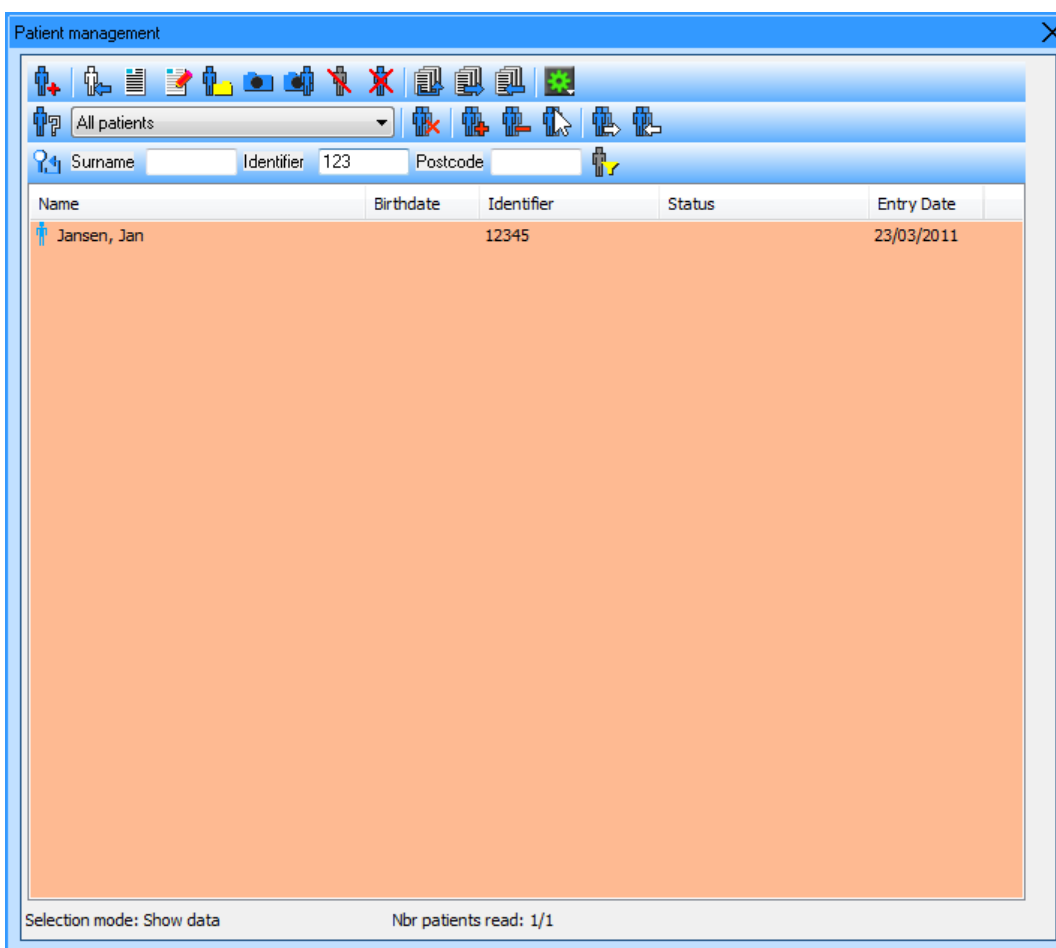 Patient management
All patients
Surname Identifier 123 Postcode
Name Birthdate Identifier Status Entry Date
Jansen, Jan 12345 23/03/2011
Selection mode: Show data Nbr patients read: 1/1